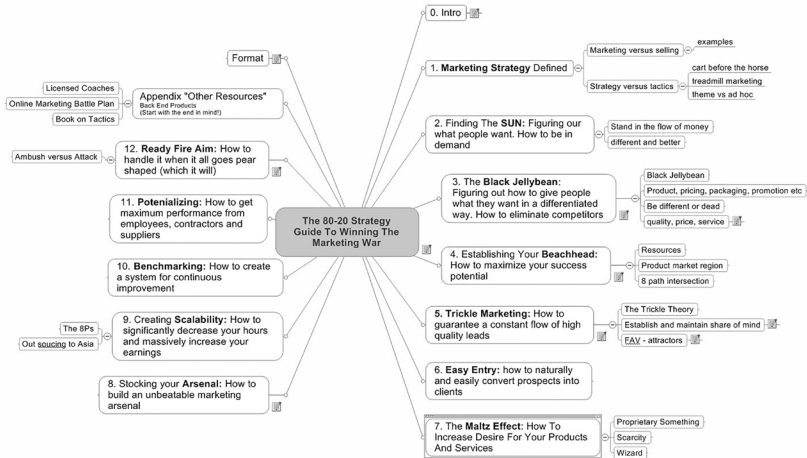 The 80-20 Strategy
Guide To Winning The
Marketing War
0. Intro
1. Marketing Strategy Defined
Marketing versus selling
examples
Strategy versus tactics
cart before the horse
treadmill marketing
theme vs ad hoc
2. Finding The SUN: Figuring our
what people want. How to be in
demand
Stand in the flow of money
different and better
3. The Black Jellybean:
Figuring out how to give people
what they want in a differentiated
way. How to eliminate competitors
Black Jellybean
Product, pricing, packaging, promotion etc
Be different or dead
quality, price, service
4. Establishing Your Beachhead:
How to maximize your success
potential
Resources
Product market region
8 path intersection
5. Trickle Marketing: How to
guarantee a constant flow of high
quality leads
The Trickle Theory
Establish and maintain share of mind
FAV - attractors
6. Easy Entry: how to naturally
and easily convert prospects into
clients
7. The Maltz Effect: How To
Increase Desire For Your Products
And Services
Proprietary Something
Scarcity
Wizard
Format
Appendix "Other Resources"
Back End Products
(Start with the end in mind!)
Licensed Coaches
Online Marketing Battle Plan
Book on Tactics
12. Ready Fire Aim: How to
handle it when it all goes pear
shaped (which it will)
Ambush versus Attack
11. Potenializing: How to get
maximum performance from
employees, contractors and
suppliers
10. Benchmarking: How to create
a system for continuous
improvement
9. Creating Scalability: How to
significantly decrease your hours
and massively increase your
earnings
The 8Ps
Out soucing to Asia
8. Stocking your Arsenal: How to
build an unbeatable marketing
arsenal